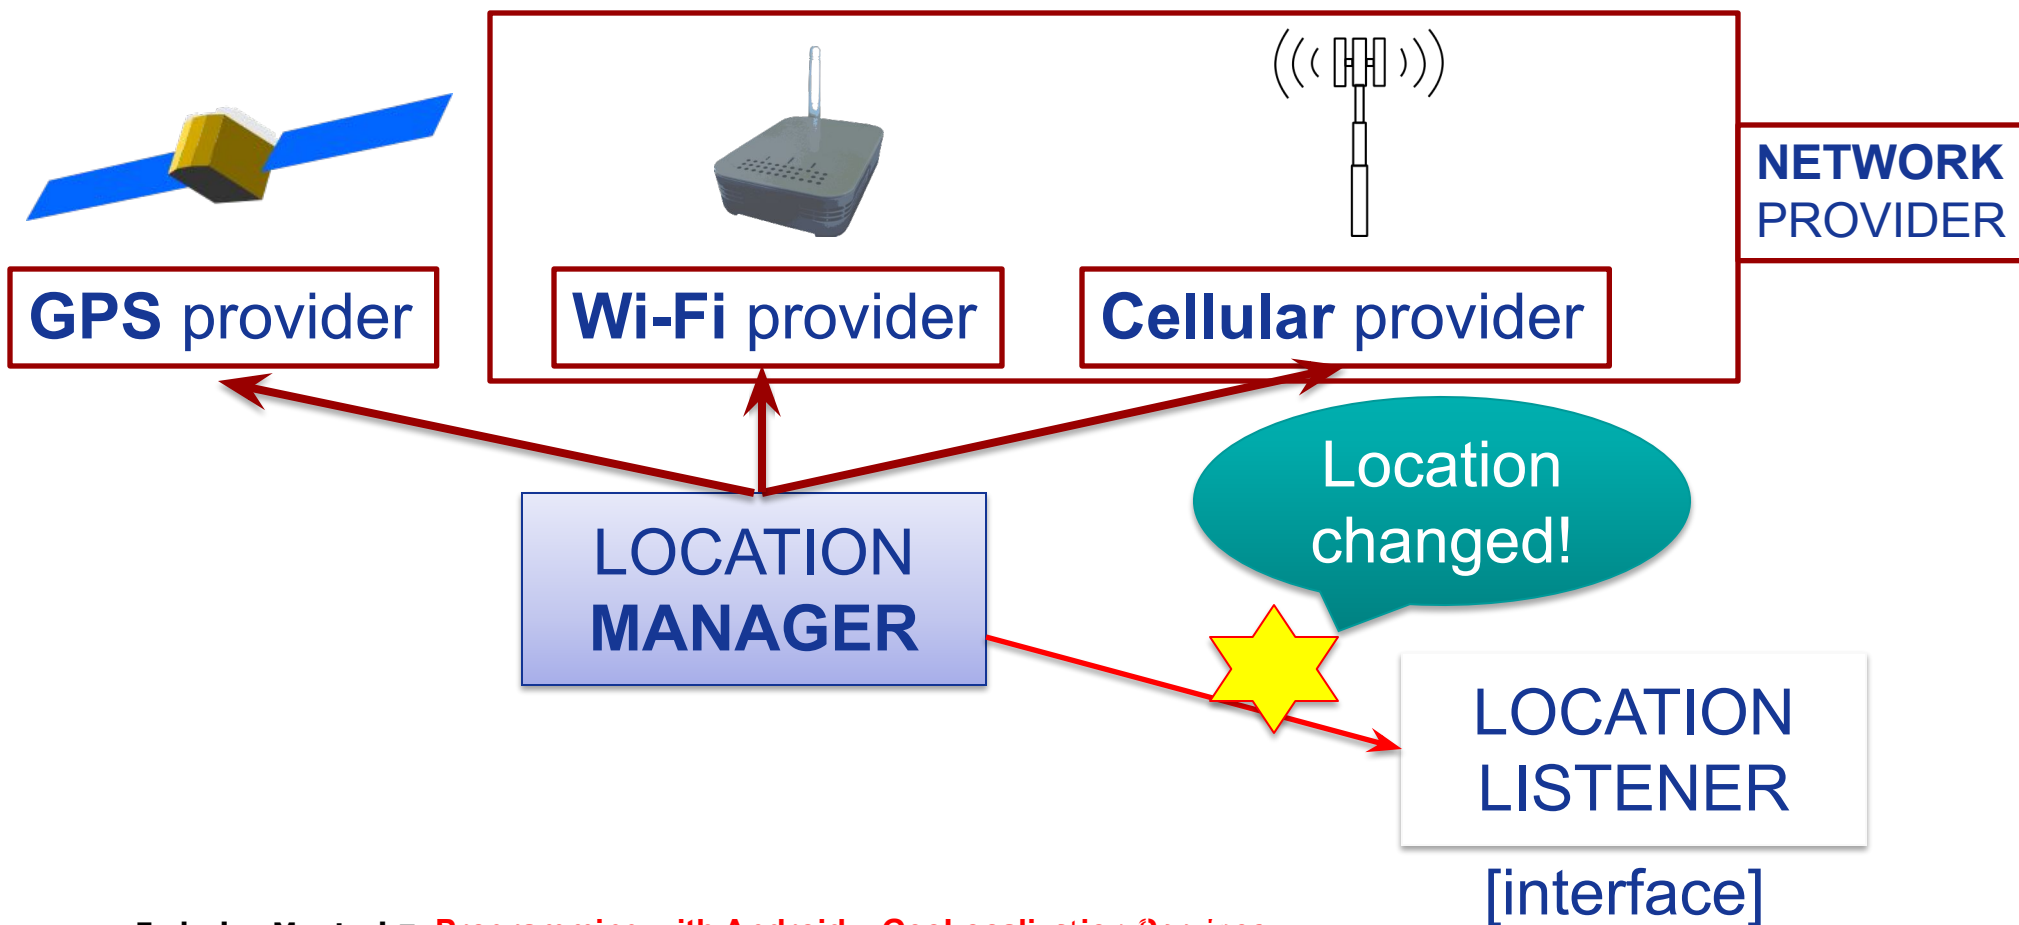 NETWORK
PROVIDER
GPS provider
Wi-Fi provider
Cellular provider
Location
changed!
LOCATION
MANAGER
LOCATION
LISTENER
[interface]